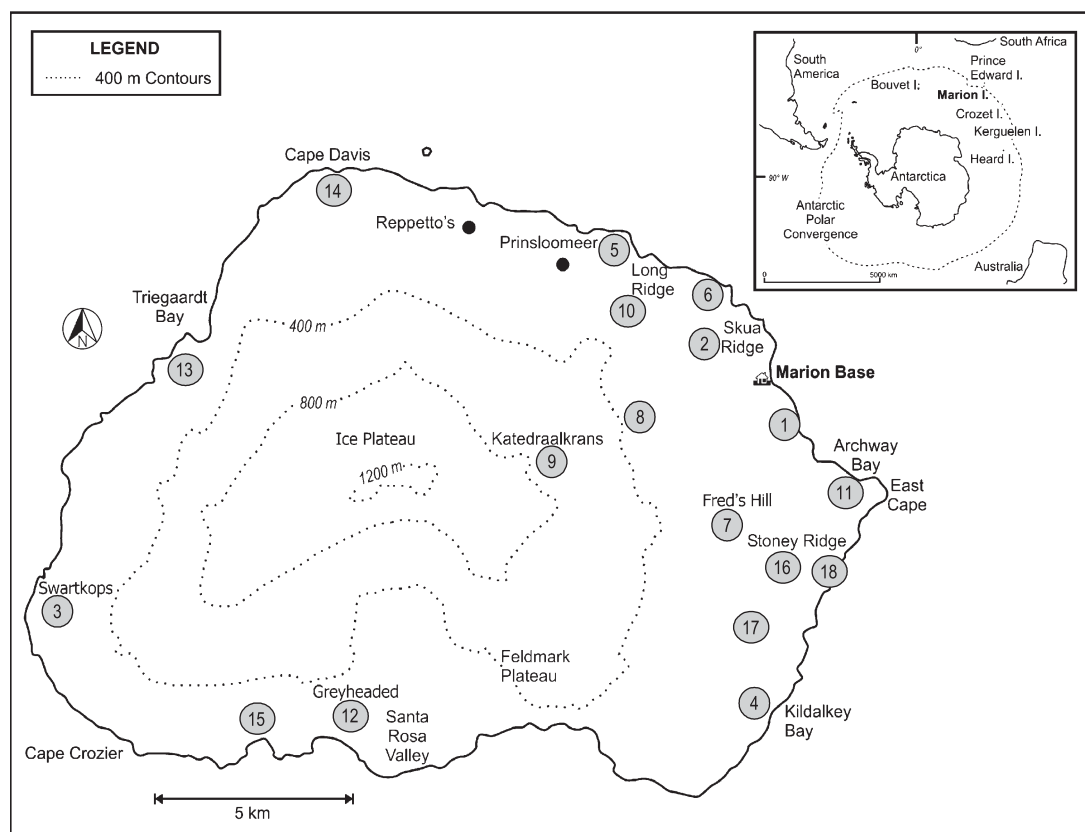 LEGEND
400 m Contours
0°
South Africa
South
America
Prince
Edward I.
Bouvet I.
Marion I.
Crozet I.
Kerguelen I.
Heard I.
90° W
Antarctica
Antarctic
Polar
Convergence
Australia
0
5000 km
Cape Davis
14
Reppetto's
Prinsloomeer
5
Long
Ridge
6
10
Triegaardt
Bay
N
400 m
2
Skua
Ridge
13
Marion Base
800 m
8
1
Ice Plateau
Katedraalkrans
9
1200 m
Archway
Bay
11
East
Cape
Fred's Hill
7
Stoney Ridge
16
18
Swartkops
3
17
Feldmark
Plateau
Greyheaded
12
15
Santa
Rosa
Valley
4
Kildalkey
Bay
Cape Crozier
5 km